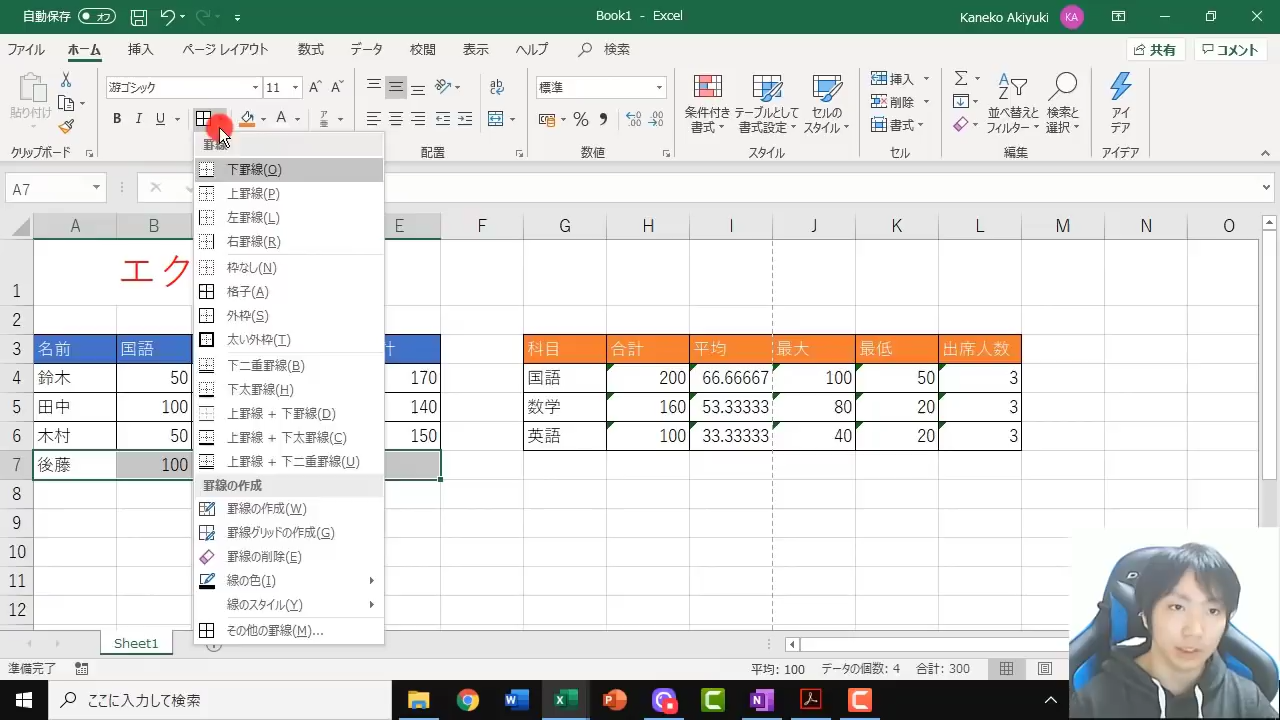 自動保存 オフ Book1 - Excel Kaneko Akiyuki KA
ファイル ホーム 挿入 ページ レイアウト 数式 データ 校閲 表示 ヘルプ 検索 共有 コメント
貼り付け
クリップボード
游ゴシック 11
B I U A
配置
標準
数値
条件付き
書式
テーブルとして
書式設定
セルの
スタイル
スタイル
挿入
削除
書式
セル
並べ替えと
フィルター
検索と
選択
編集
アイ
デア
アイデア
A7
罫線
下罫線(O)
上罫線(P)
左罫線(L)
右罫線(R)
枠なし(N)
格子(A)
外枠(S)
太い外枠(T)
下二重罫線(B)
下太罫線(H)
上罫線 + 下罫線(D)
上罫線 + 下太罫線(C)
上罫線 + 下二重罫線(U)
罫線の作成
罫線の作成(W)
罫線グリッドの作成(G)
罫線の削除(E)
線の色(I)
線のスタイル(Y)
その他の罫線(M)...
A B E F G H I J K L M N O
1 エク
2
3 名前 国語 計 科目 合計 平均 最大 最低 出席人数
4 鈴木 50 170 国語 200 66.66667 100 50 3
5 田中 100 140 数学 160 53.33333 80 20 3
6 木村 50 150 英語 100 33.33333 40 20 3
7 後藤 100
8
9
10
11
12
Sheet1
準備完了 平均: 100 データの個数: 4 合計: 300
ここに入力して検索